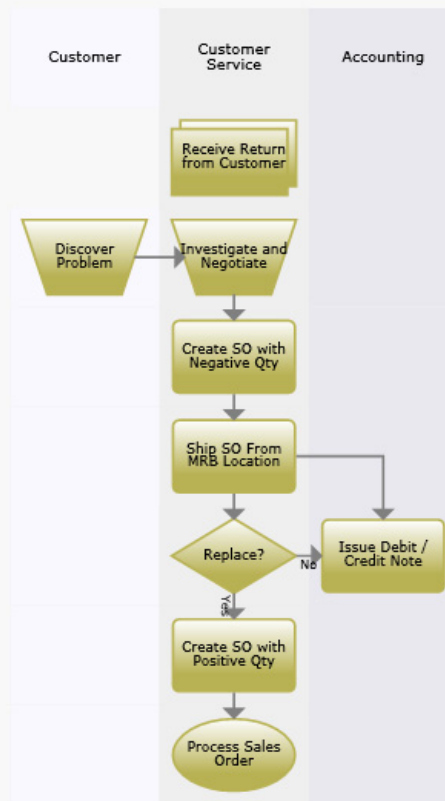 Customer
Customer
Service
Accounting
Receive Return
from Customer
Discover
Problem
Investigate and
Negotiate
Create SO with
Negative Qty
Ship SO From
MRB Location
Replace?
No
Issue Debit /
Credit Note
Yes
Create SO with
Positive Qty
Process Sales
Order